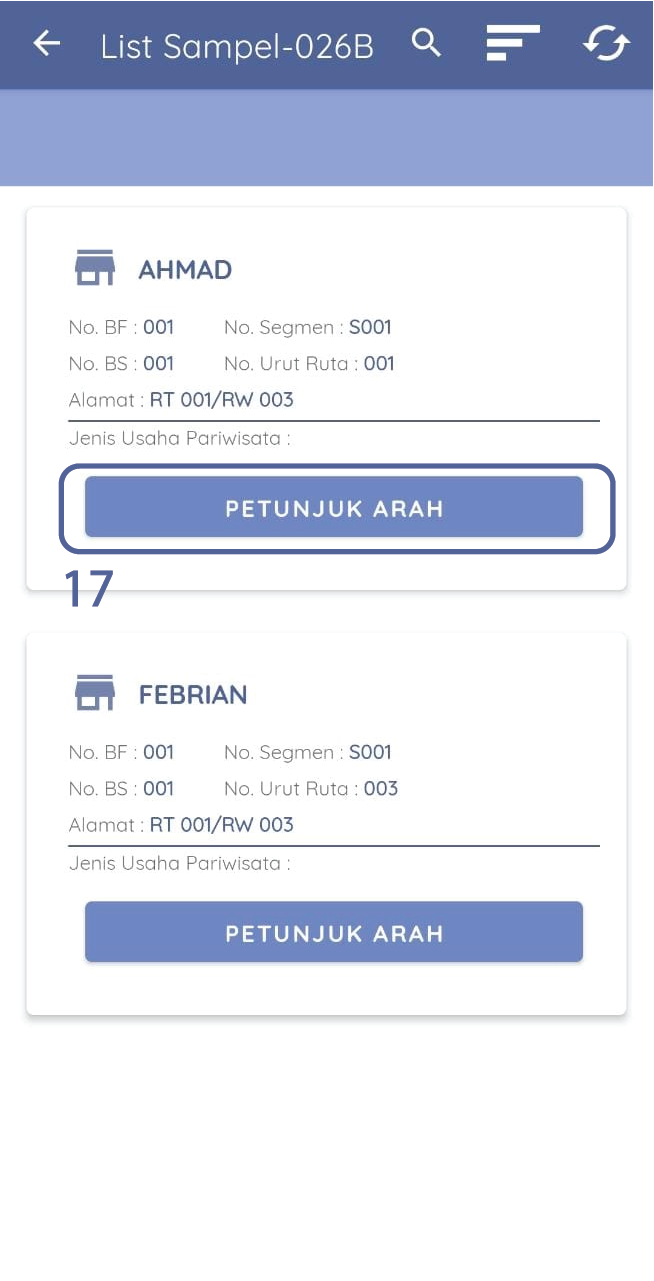 List Sampel-026B
AHMAD
No. BF : 001 No. Segmen : S001
No. BS : 001 No. Urut Ruta : 001
Alamat : RT 001/RW 003
Jenis Usaha Pariwisata :
PETUNJUK ARAH
17
FEBRIAN
No. BF : 001 No. Segmen : S001
No. BS : 001 No. Urut Ruta : 003
Alamat : RT 001/RW 003
Jenis Usaha Pariwisata :
PETUNJUK ARAH